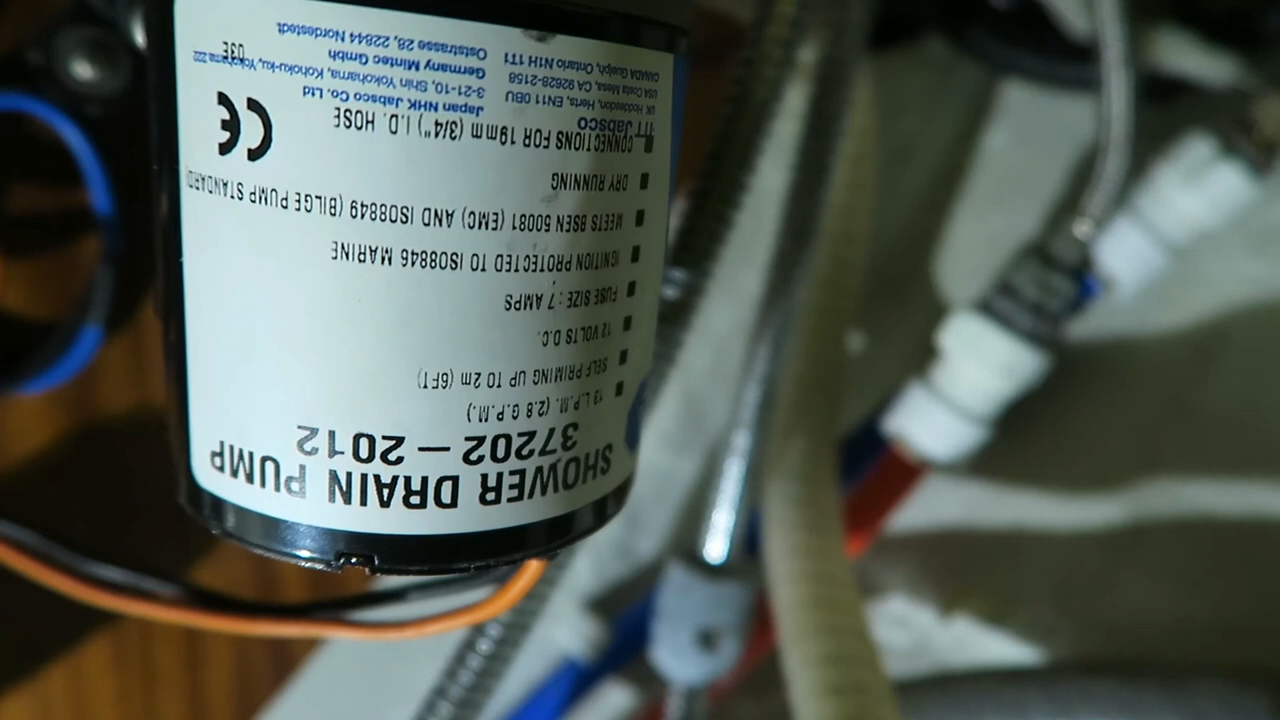 SHOWER DRAIN PUMP
37202 – 2012
■ 13 L.P.M. (2.8 G.P.M.)
■ SELF PRIMING UP TO 2m (6FT)
■ 12 VOLTS D.C.
■ FUSE SIZE : 7 AMPS
■ IGNITION PROTECTED TO ISO8846 MARINE
■ MEETS BSEN 50081 (EMC) AND ISO8849 (BILGE PUMP STANDARD)
■ DRY RUNNING
■ CONNECTIONS FOR 19mm (3/4") I.D. HOSE
CE
ITT Jabsco
UK Hoddesdon, Herts, EN11 0BU
USA Costa Mesa, CA 92628-2158
CANADA Guelph, Ontario N1H 1T1
Japan NHK Jabsco Co. Ltd
3-21-10, Shin Yokohama, Kohoku-ku, Yokohama 222
Germany Mintec Gmbh
Oststrasse 28, 22844 Nordestedt.
03E